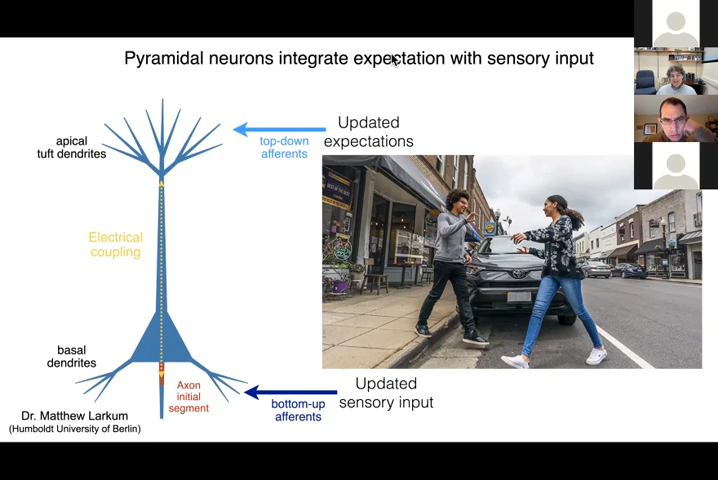 Pyramidal neurons integrate expectation with sensory input
apical
tuft dendrites
top-down
afferents
Updated
expectations
Electrical
coupling
basal
dendrites
Axon
initial
segment
bottom-up
afferents
Updated
sensory input
Dr. Matthew Larkum
(Humboldt University of Berlin)